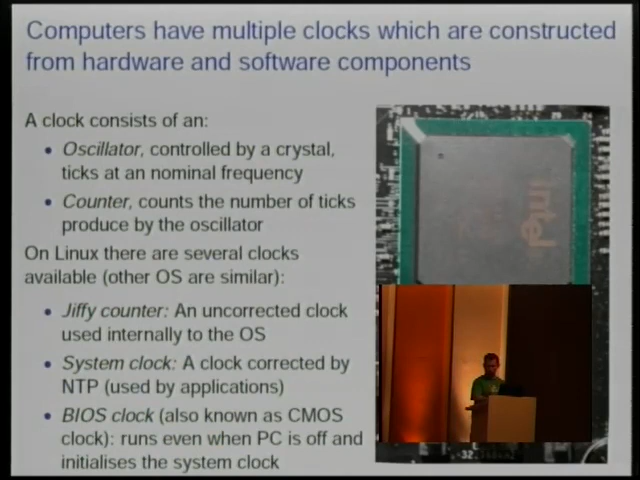 Computers have multiple clocks which are constructed
from hardware and software components
A clock consists of an:
• Oscillator, controlled by a crystal,
ticks at an nominal frequency
• Counter, counts the number of ticks
produce by the oscillator
On Linux there are several clocks
available (other OS are similar):
• Jiffy counter: An uncorrected clock
used internally to the OS
• System clock: A clock corrected by
NTP (used by applications)
• BIOS clock (also known as CMOS
clock): runs even when PC is off and
initialises the system clock
intel